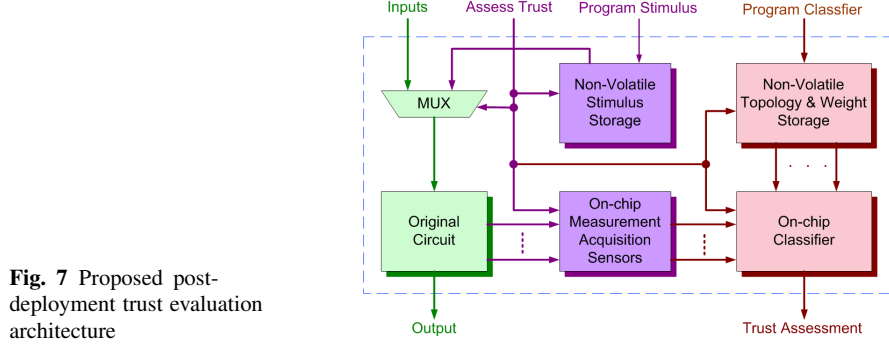 Inputs
Assess Trust
Program Stimulus
Program Classfier
MUX
Non-Volatile
Stimulus
Storage
Non-Volatile
Topology & Weight
Storage
. . .
Original
Circuit
On-chip
Measurement
Acquisition
Sensors
On-chip
Classifier
Output
Trust Assessment
Fig. 7 Proposed post-
deployment trust evaluation
architecture